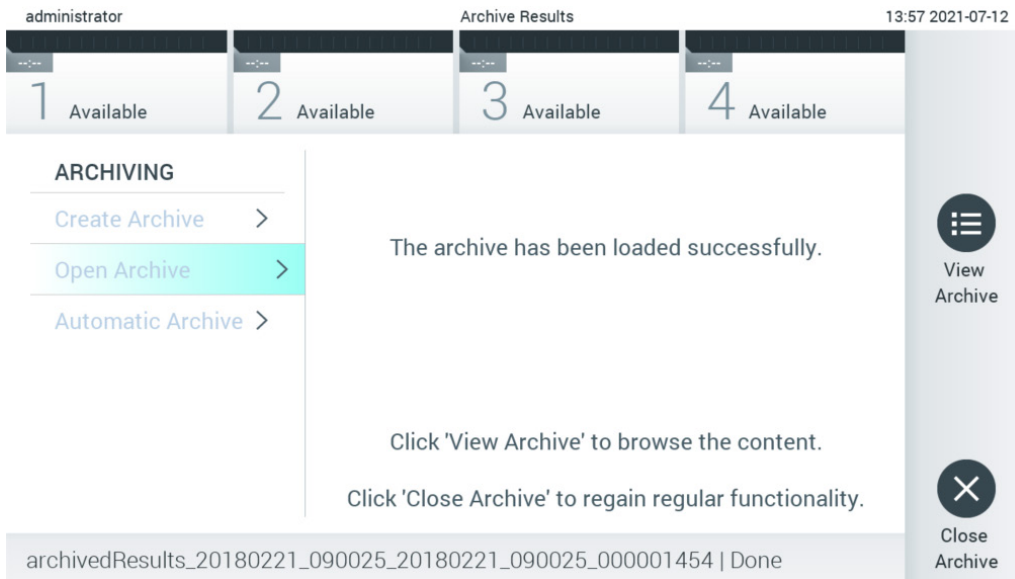 administrator Archive Results 13:57 2021-07-12
--:-- --:-- --:-- --:--
1 Available 2 Available 3 Available 4 Available
ARCHIVING
Create Archive
Open Archive
Automatic Archive
The archive has been loaded successfully.
Click 'View Archive' to browse the content.
Click 'Close Archive' to regain regular functionality.
View
Archive
Close
Archive
archivedResults_20180221_090025_20180221_090025_000001454 | Done